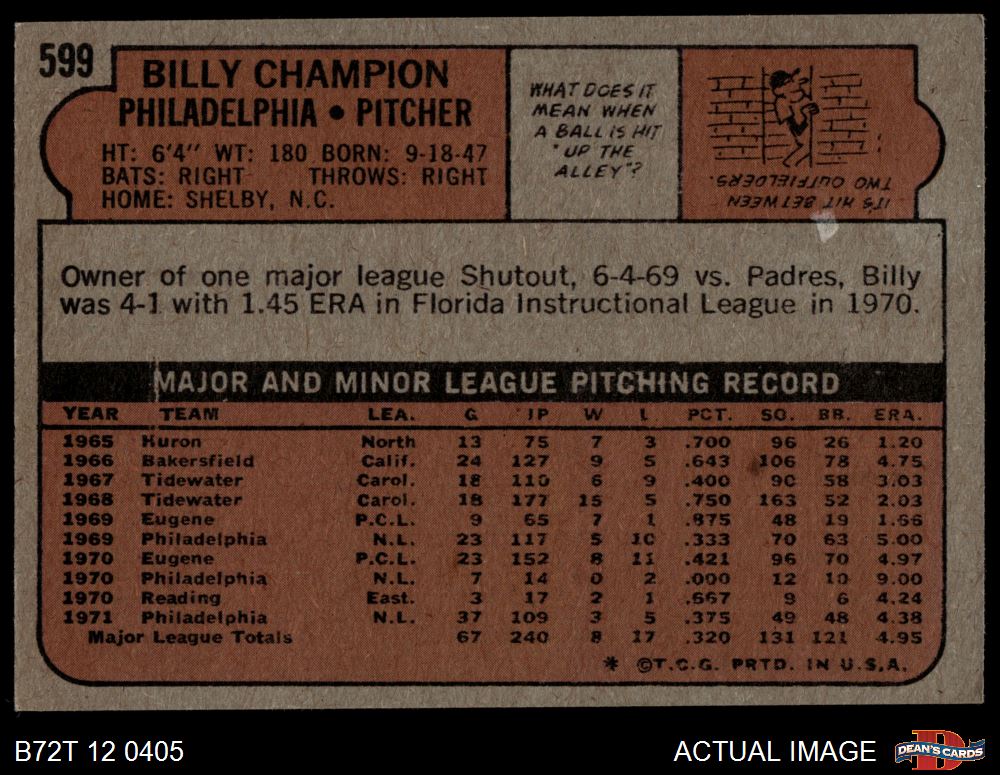 599
BILLY CHAMPION
PHILADELPHIA • PITCHER
HT: 6'4" WT: 180 BORN: 9-18-47
BATS: RIGHT THROWS: RIGHT
HOME: SHELBY, N.C.
WHAT DOES IT
MEAN WHEN
A BALL IS HIT
"UP THE
ALLEY"?
IT'S HIT BETWEEN
TWO OUTFIELDERS.
Owner of one major league Shutout, 6-4-69 vs. Padres, Billy
was 4-1 with 1.45 ERA in Florida Instructional League in 1970.
MAJOR AND MINOR LEAGUE PITCHING RECORD
YEAR TEAM LEA. G IP W L PCT. SO. BB. ERA.
1965 Huron North 13 75 7 3 .700 96 26 1.20
1966 Bakersfield Calif. 24 127 9 5 .643 106 78 4.75
1967 Tidewater Carol. 18 110 6 9 .400 90 58 3.03
1968 Tidewater Carol. 18 177 15 5 .750 163 52 2.03
1969 Eugene P.C.L. 9 65 7 1 .875 48 19 1.66
1969 Philadelphia N.L. 23 117 5 10 .333 70 63 5.00
1970 Eugene P.C.L. 23 152 8 11 .421 96 70 4.97
1970 Philadelphia N.L. 7 14 0 2 .000 12 10 9.00
1970 Reading East. 3 17 2 1 .667 9 6 4.24
1971 Philadelphia N.L. 37 109 3 5 .375 49 48 4.38
Major League Totals 67 240 8 17 .320 131 121 4.95
* ©T.C.G. PRTD. IN U.S.A.
B72T 12 0405
ACTUAL IMAGE
DEAN'S CARDS